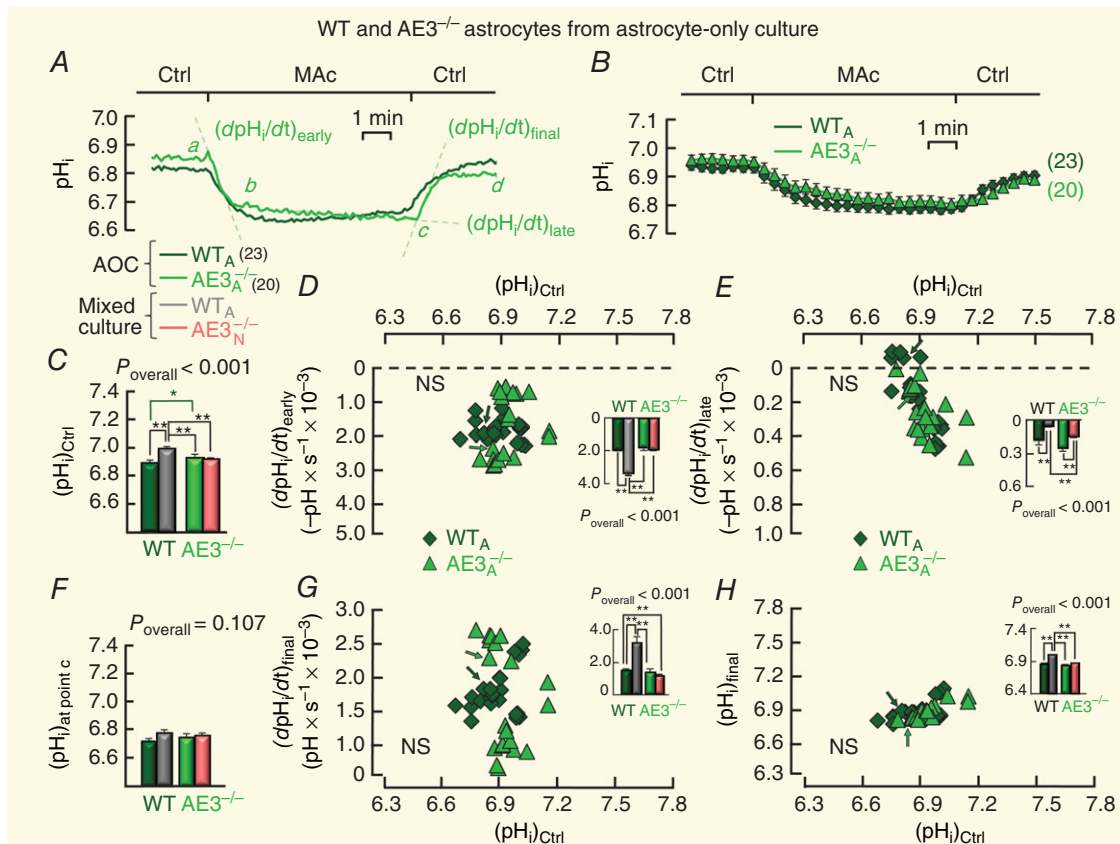 WT and AE3⁻/⁻ astrocytes from astrocyte-only culture
A
Ctrl MAc Ctrl
1 min
pHi
7.0
6.9
6.8
6.7
6.6
(dpHi/dt)early
(dpHi/dt)final
(dpHi/dt)late
a
b
c
d
B
Ctrl MAc Ctrl
1 min
pHi
7.1
7.0
6.9
6.8
6.7
WTA
AE3A⁻/⁻
(23)
(20)
AOC
WTA (23)
AE3A⁻/⁻ (20)
Mixed culture
WTA
AE3N⁻/⁻
C
Poverall < 0.001
(pHi)Ctrl
7.4
7.2
7.0
6.8
6.6
*
** ** ** **
WT AE3⁻/⁻
D
(pHi)Ctrl
6.3 6.6 6.9 7.2 7.5 7.8
(dpHi/dt)early
(−pH × s⁻¹ × 10⁻³)
0
1.0
2.0
3.0
4.0
5.0
NS
WT AE3⁻/⁻
0
2.0
4.0
** ** **
Poverall < 0.001
WTA
AE3A⁻/⁻
E
(pHi)Ctrl
6.3 6.6 6.9 7.2 7.5 7.8
(dpHi/dt)late
(−pH × s⁻¹ × 10⁻³)
0
0.2
0.4
0.6
0.8
1.0
NS
WT AE3⁻/⁻
0
0.3
0.6
** ** ** **
Poverall < 0.001
WTA
AE3A⁻/⁻
F
Poverall = 0.107
(pHi)at point c
7.4
7.2
7.0
6.8
6.6
WT AE3⁻/⁻
G
(dpHi/dt)final
(pH × s⁻¹ × 10⁻³)
3.0
2.5
2.0
1.5
1.0
0.5
0
NS
Poverall < 0.001
4.0
2.0
0
** ** **
WT AE3⁻/⁻
6.3 6.6 6.9 7.2 7.5 7.8
(pHi)Ctrl
H
(pHi)final
7.8
7.5
7.2
6.9
6.6
6.3
NS
Poverall < 0.001
7.4
6.9
6.4
** ** **
WT AE3⁻/⁻
6.3 6.6 6.9 7.2 7.5 7.8
(pHi)Ctrl